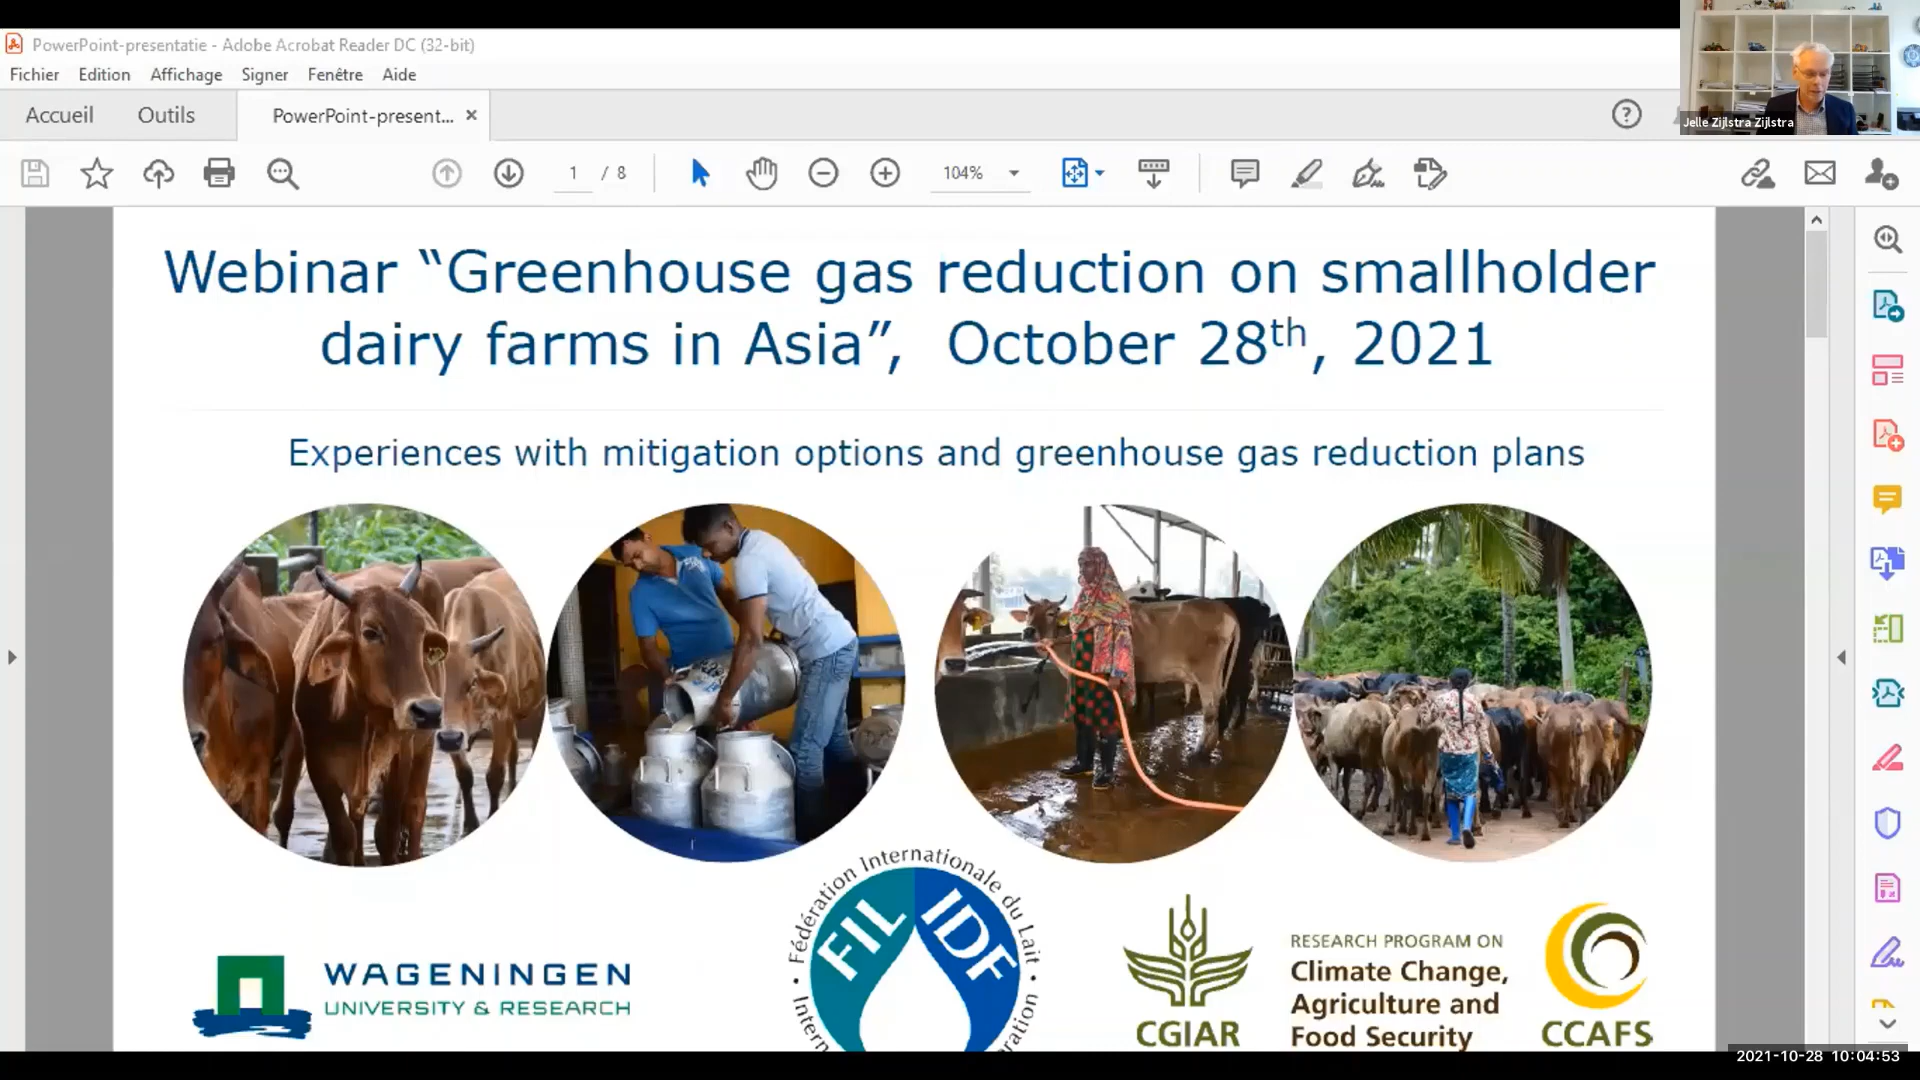 PowerPoint-presentatie - Adobe Acrobat Reader DC (32-bit)
Fichier Edition Affichage Signer Fenêtre Aide
Accueil Outils PowerPoint-present... ×
Jelle Zijlstra Zijlstra
1 / 8 104%
Webinar “Greenhouse gas reduction on smallholder
dairy farms in Asia”, October 28th, 2021
Experiences with mitigation options and greenhouse gas reduction plans
WAGENINGEN
UNIVERSITY & RESEARCH
Fédération Internationale du Lait
FIL IDF
CGIAR
RESEARCH PROGRAM ON
Climate Change,
Agriculture and
Food Security
CCAFS
2021-10-28 10:04:53